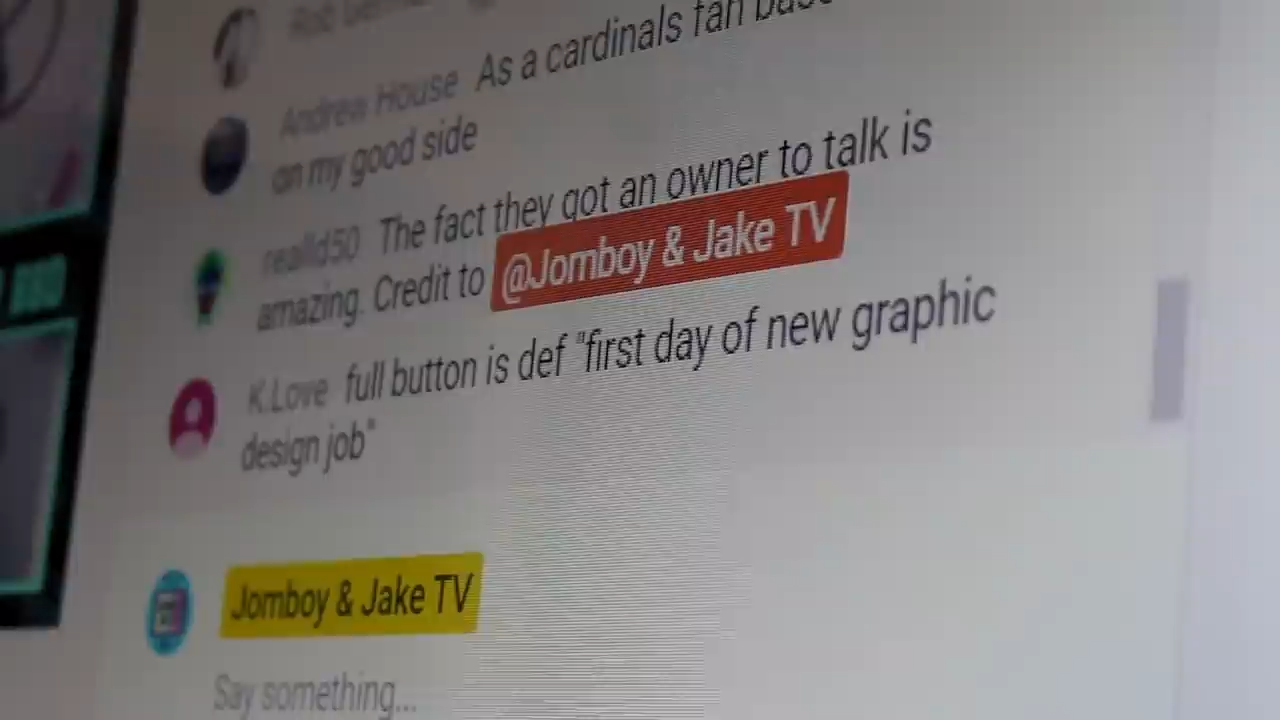 Andrew House As a cardinals fan
on my good side
reallld50 The fact they got an owner to talk is
amazing. Credit to @Jomboy & Jake TV
K.Love full button is def "first day of new graphic
design job"
Jomboy & Jake TV
Say something...